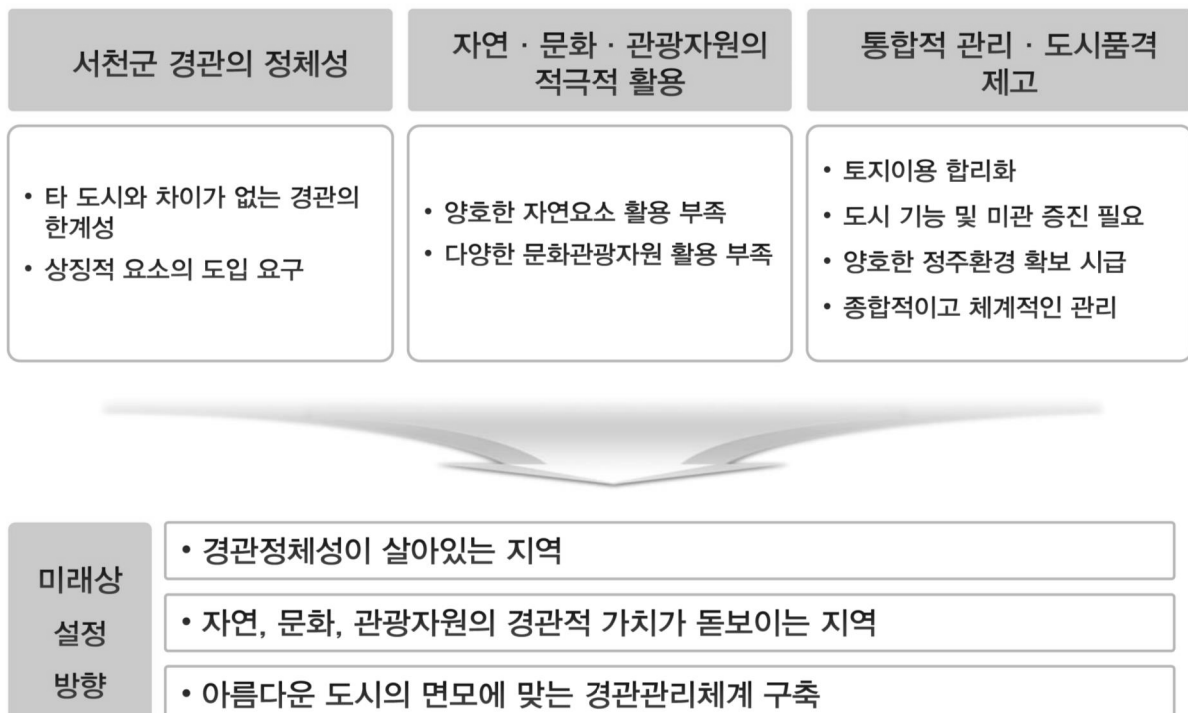 서천군 경관의 정체성
자연 · 문화 · 관광자원의
적극적 활용
통합적 관리 · 도시품격
제고
• 타 도시와 차이가 없는 경관의
한계성
• 상징적 요소의 도입 요구
• 양호한 자연요소 활용 부족
• 다양한 문화관광자원 활용 부족
• 토지이용 합리화
• 도시 기능 및 미관 증진 필요
• 양호한 정주환경 확보 시급
• 종합적이고 체계적인 관리
미래상
설정
방향
• 경관정체성이 살아있는 지역
• 자연, 문화, 관광자원의 경관적 가치가 돋보이는 지역
• 아름다운 도시의 면모에 맞는 경관관리체계 구축